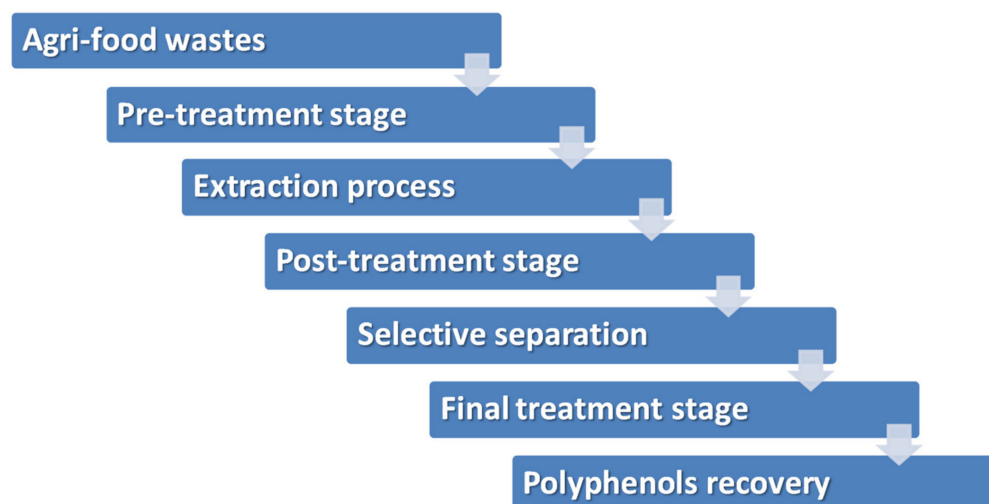 Agri-food wastes
Pre-treatment stage
Extraction process
Post-treatment stage
Selective separation
Final treatment stage
Polyphenols recovery